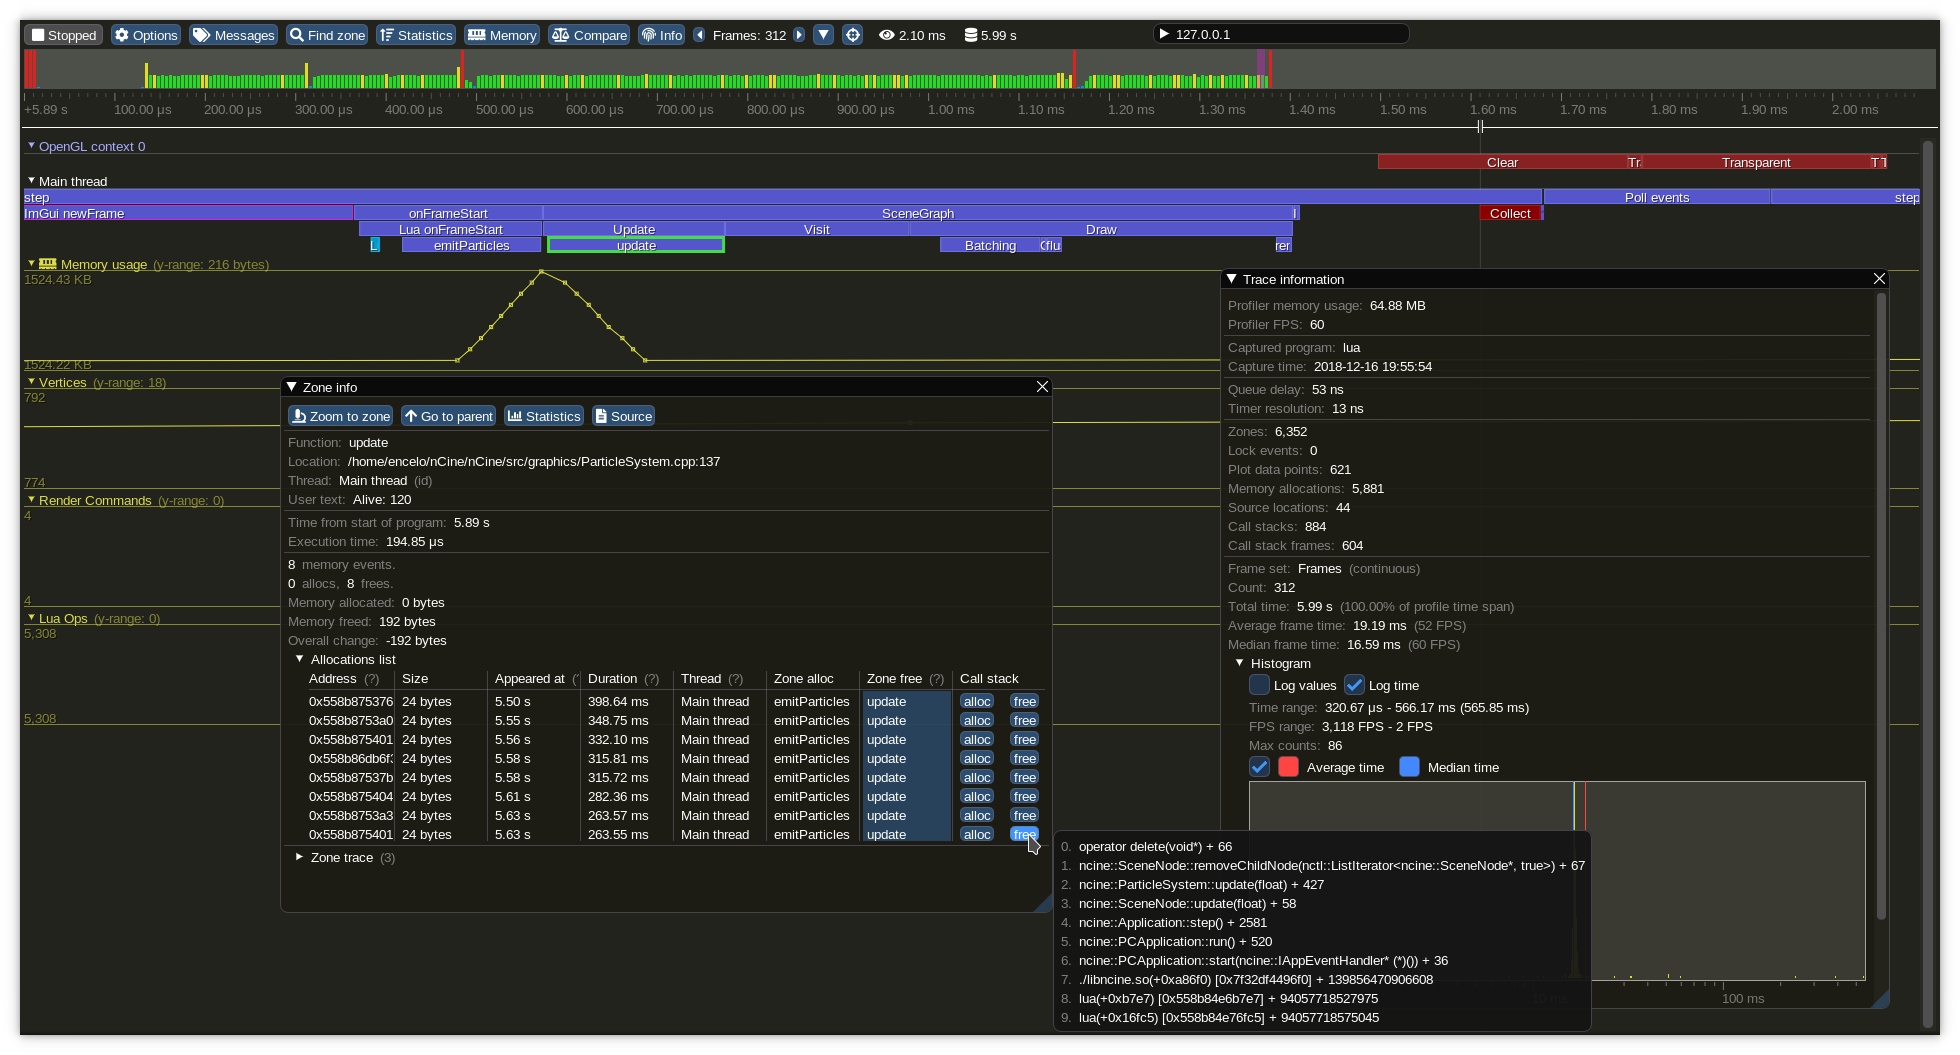 Stopped Options Messages Find zone Statistics Memory Compare Info Frames: 312 2.10 ms 5.99 s 127.0.0.1
+5.89 s 100.00 µs 200.00 µs 300.00 µs 400.00 µs 500.00 µs 600.00 µs 700.00 µs 800.00 µs 900.00 µs 1.00 ms 1.10 ms 1.20 ms 1.30 ms 1.40 ms 1.50 ms 1.60 ms 1.70 ms 1.80 ms 1.90 ms 2.00 ms
OpenGL context 0
Clear Tr Transparent T T
Main thread
step Poll events step
ImGui newFrame onFrameStart SceneGraph Collect
Lua onFrameStart Update Visit Draw
L emitParticles update Batching flu rer
Memory usage (y-range: 216 bytes)
1524.43 KB
1524.22 KB
Vertices (y-range: 18)
792
774
Render Commands (y-range: 0)
4
4
Lua Ops (y-range: 0)
5,308
5,308
Zone info
Zoom to zone Go to parent Statistics Source
Function: update
Location: /home/encelo/nCine/nCine/src/graphics/ParticleSystem.cpp:137
Thread: Main thread (id)
User text: Alive: 120
Time from start of program: 5.89 s
Execution time: 194.85 µs
8 memory events.
0 allocs, 8 frees.
Memory allocated: 0 bytes
Memory freed: 192 bytes
Overall change: -192 bytes
Allocations list
Address (?) Size Appeared at (? Duration (?) Thread (?) Zone alloc Zone free (?) Call stack
0x558b875376 24 bytes 5.50 s 398.64 ms Main thread emitParticles update alloc free
0x558b8753a0 24 bytes 5.55 s 348.75 ms Main thread emitParticles update alloc free
0x558b875401 24 bytes 5.56 s 332.10 ms Main thread emitParticles update alloc free
0x558b86db6f 24 bytes 5.58 s 315.81 ms Main thread emitParticles update alloc free
0x558b87537b 24 bytes 5.58 s 315.72 ms Main thread emitParticles update alloc free
0x558b875404 24 bytes 5.61 s 282.36 ms Main thread emitParticles update alloc free
0x558b8753a3 24 bytes 5.63 s 263.57 ms Main thread emitParticles update alloc free
0x558b875401 24 bytes 5.63 s 263.55 ms Main thread emitParticles update alloc free
Zone trace (3)
Trace information
Profiler memory usage: 64.88 MB
Profiler FPS: 60
Captured program: lua
Capture time: 2018-12-16 19:55:54
Queue delay: 53 ns
Timer resolution: 13 ns
Zones: 6,352
Lock events: 0
Plot data points: 621
Memory allocations: 5,881
Source locations: 44
Call stacks: 884
Call stack frames: 604
Frame set: Frames (continuous)
Count: 312
Total time: 5.99 s (100.00% of profile time span)
Average frame time: 19.19 ms (52 FPS)
Median frame time: 16.59 ms (60 FPS)
Histogram
Log values Log time
Time range: 320.67 µs - 566.17 ms (565.85 ms)
FPS range: 3,118 FPS - 2 FPS
Max counts: 86
Average time Median time
100 ms
0. operator delete(void*) + 66
1. ncine::SceneNode::removeChildNode(nctl::ListIterator<ncine::SceneNode*, true>) + 67
2. ncine::ParticleSystem::update(float) + 427
3. ncine::SceneNode::update(float) + 58
4. ncine::Application::step() + 2581
5. ncine::PCApplication::run() + 520
6. ncine::PCApplication::start(ncine::IAppEventHandler* (*)()) + 36
7. ./libncine.so(+0xa86f0) [0x7f32df4496f0] + 139856470906608
8. lua(+0xb7e7) [0x558b84e6b7e7] + 94057718527975
9. lua(+0x16fc5) [0x558b84e76fc5] + 94057718575045